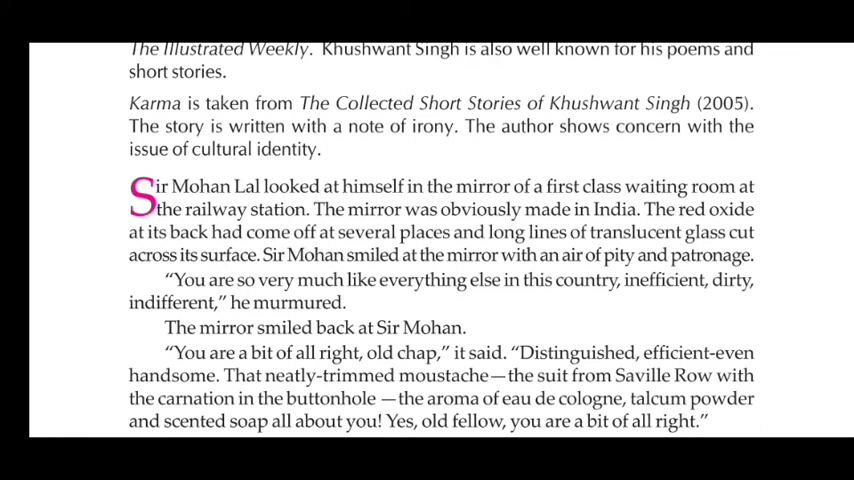 The Illustrated Weekly. Khushwant Singh is also well known for his poems and
short stories.
Karma is taken from The Collected Short Stories of Khushwant Singh (2005).
The story is written with a note of irony. The author shows concern with the
issue of cultural identity.
Sir Mohan Lal looked at himself in the mirror of a first class waiting room at
the railway station. The mirror was obviously made in India. The red oxide
at its back had come off at several places and long lines of translucent glass cut
across its surface. Sir Mohan smiled at the mirror with an air of pity and patronage.
“You are so very much like everything else in this country, inefficient, dirty,
indifferent,” he murmured.
The mirror smiled back at Sir Mohan.
“You are a bit of all right, old chap,” it said. “Distinguished, efficient-even
handsome. That neatly-trimmed moustache—the suit from Saville Row with
the carnation in the buttonhole —the aroma of eau de cologne, talcum powder
and scented soap all about you! Yes, old fellow, you are a bit of all right.”